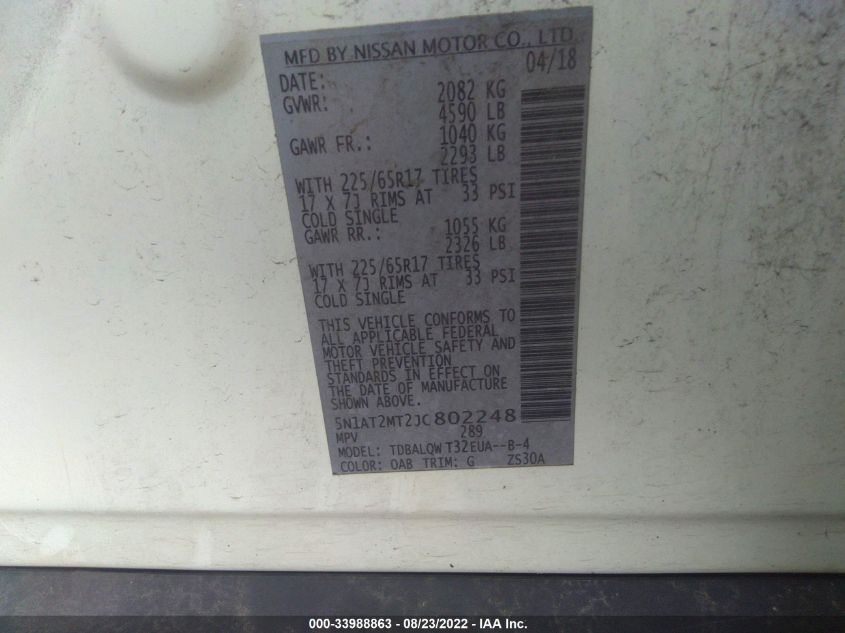 MFD BY NISSAN MOTOR CO., LTD.
DATE: 04/18
GVWR: 2082 KG
4590 LB
GAWR FR.: 1040 KG
2293 LB
WITH 225/65R17 TIRES
17 X 7J RIMS AT 33 PSI
COLD SINGLE
GAWR RR.: 1055 KG
2326 LB
WITH 225/65R17 TIRES
17 X 7J RIMS AT 33 PSI
COLD SINGLE
THIS VEHICLE CONFORMS TO
ALL APPLICABLE FEDERAL
MOTOR VEHICLE SAFETY AND
THEFT PREVENTION
STANDARDS IN EFFECT ON
THE DATE OF MANUFACTURE
SHOWN ABOVE.
5N1AT2MT2JC802248
MPV 289
MODEL: TDBALQW T32EUA--B-4
COLOR: QAB TRIM: G ZS30A
000-33988863 - 08/23/2022 - IAA Inc.